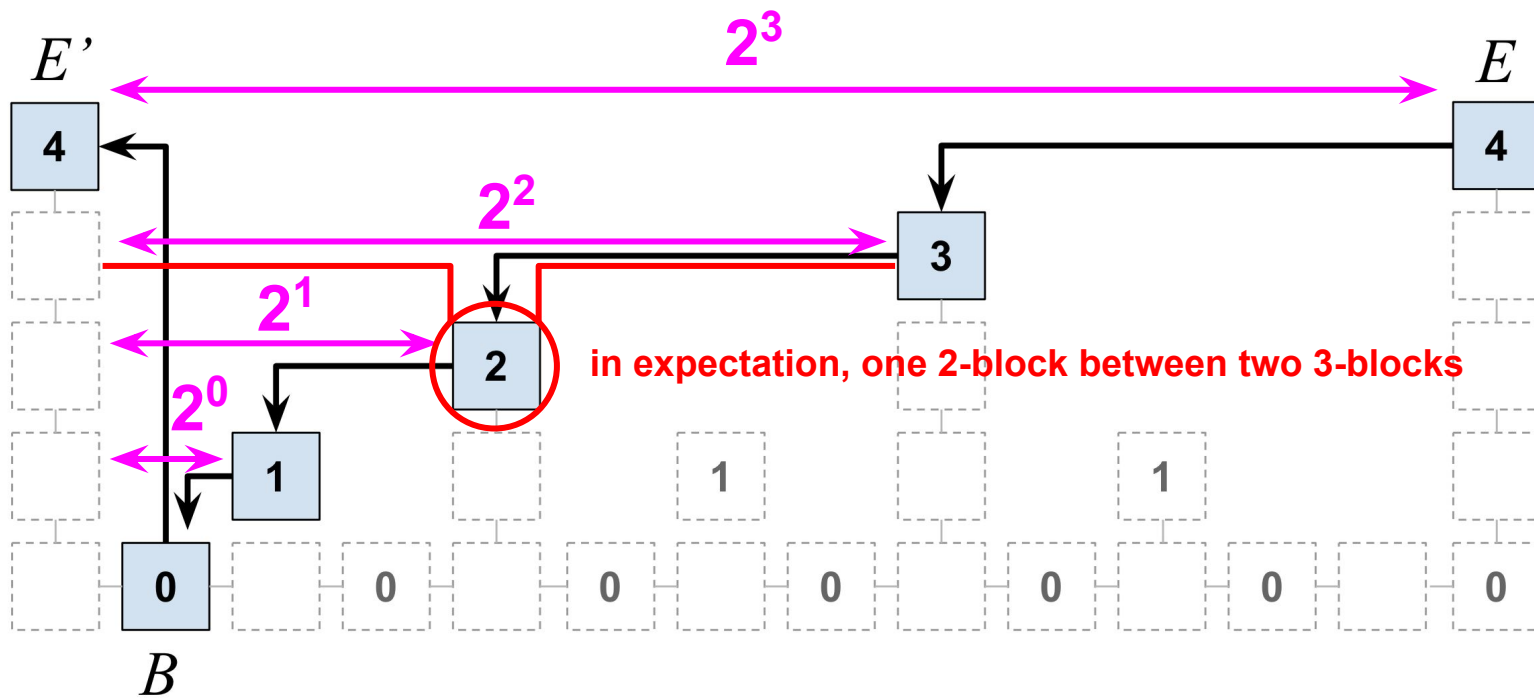 2³
E’ E
4 4
2²
3
2¹
2 in expectation, one 2-block between two 3-blocks
2⁰
1 1 1
0 0 0 0 0 0 0
B